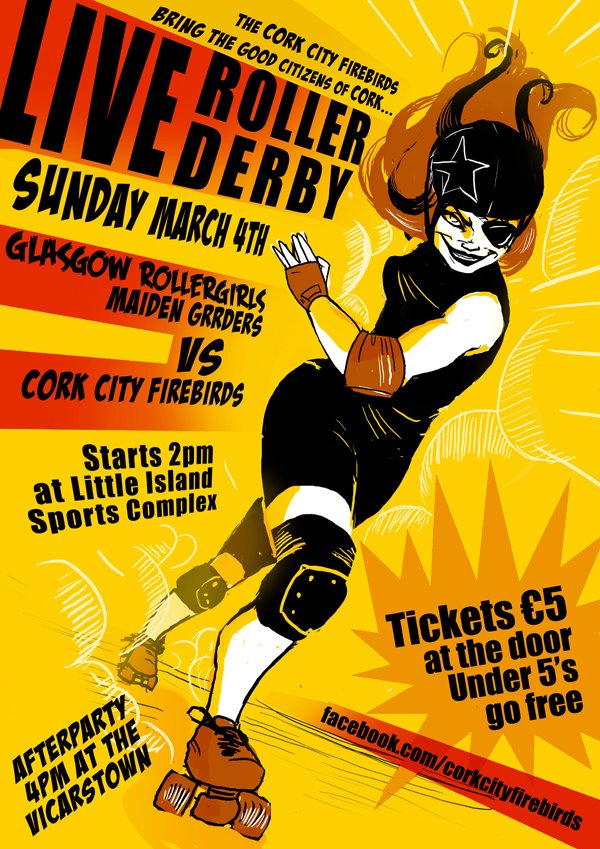 THE CORK CITY FIREBIRDS
BRING THE GOOD CITIZENS OF CORK...
LIVE ROLLER
DERBY
SUNDAY MARCH 4TH
GLASGOW ROLLERGIRLS
MAIDEN GRRDERS
VS
CORK CITY FIREBIRDS
Starts 2pm
at Little Island
Sports Complex
Tickets €5
at the door
Under 5's
go free
facebook.com/corkcityfirebirds
AFTERPARTY
4PM AT THE
VICARSTOWN